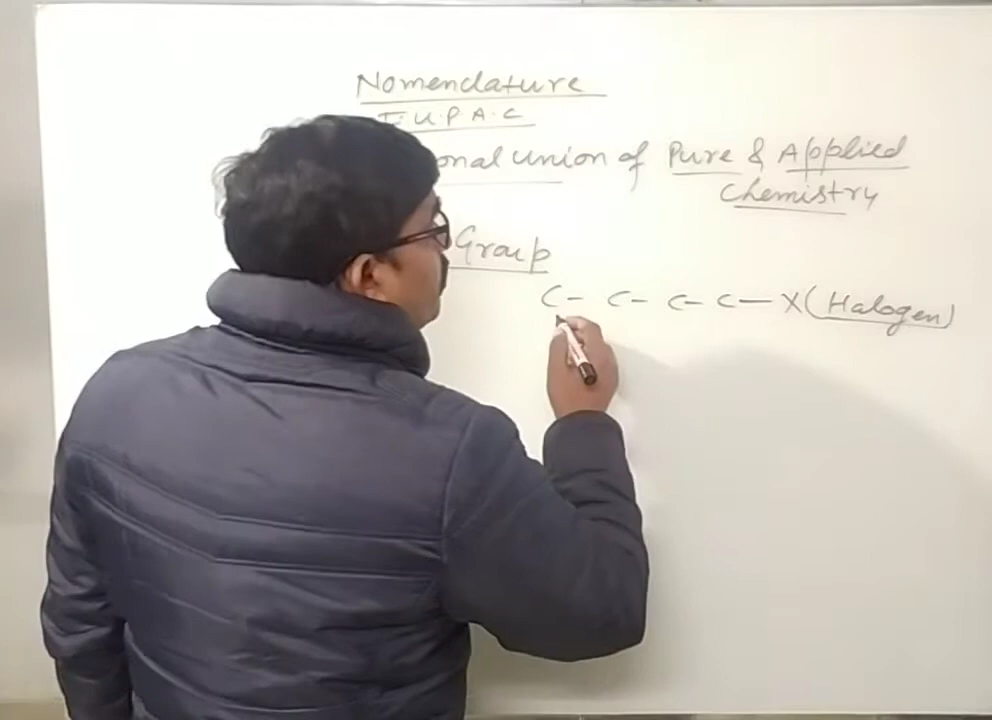 Nomenclature
I.U.P.A.C
onal Union of Pure & Applied
Chemistry
Group
C - C - C - C - X (Halogen)